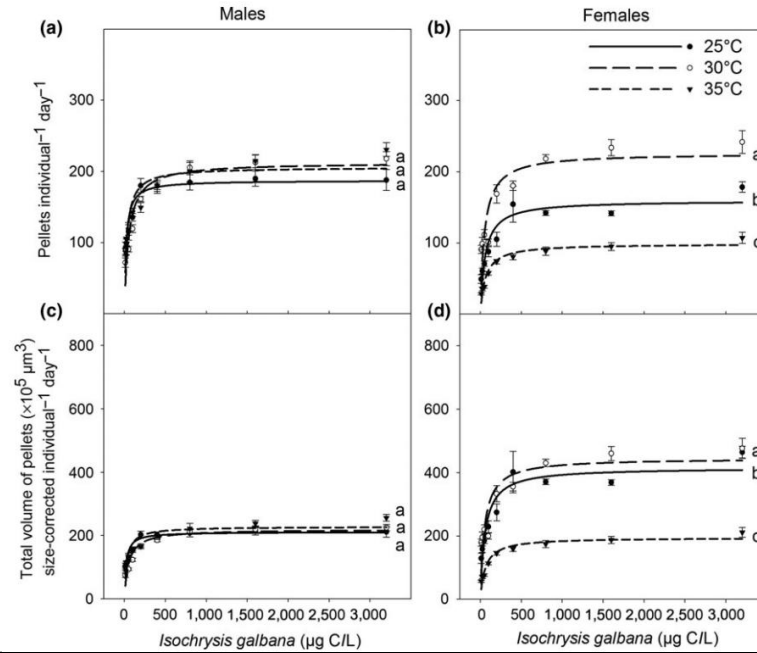 Males
Females
(a)
(b)
25°C
30°C
35°C
Pellets individual⁻¹ day⁻¹
300
200
100
a
a
a
300
200
100
a
b
c
(c)
(d)
Total volume of pellets (×10⁵ µm³)
size-corrected individual⁻¹ day⁻¹
800
600
400
200
0
a
a
a
800
600
400
200
0
a
b
c
0 500 1,000 1,500 2,000 2,500 3,000
0 500 1,000 1,500 2,000 2,500 3,000
Isochrysis galbana (µg C/L)
Isochrysis galbana (µg C/L)